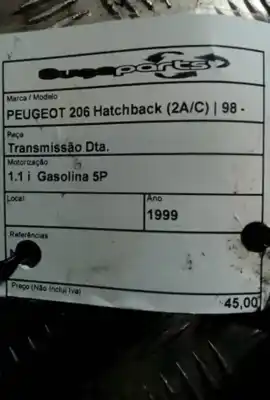 Marca / Modelo
PEUGEOT 206 Hatchback (2A/C) | 98 -
Peça
Transmissão Dta.
Motorização
1.1 i Gasolina 5P
Local
Ano
1999
Referências
Preço (Não Inclui Iva)
45,00